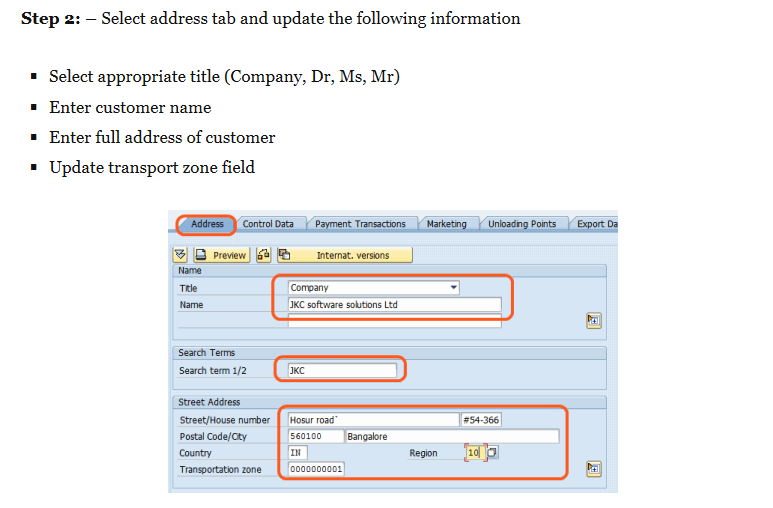 Step 2: – Select address tab and update the following information
▪ Select appropriate title (Company, Dr, Ms, Mr)
▪ Enter customer name
▪ Enter full address of customer
▪ Update transport zone field
Address Control Data Payment Transactions Marketing Unloading Points Export Da
Preview Internat. versions
Name
Title Company
Name JKC software solutions Ltd
Search Terms
Search term 1/2 JKC
Street Address
Street/House number Hosur road` #54-366
Postal Code/City 560100 Bangalore
Country IN Region 10
Transportation zone 0000000001